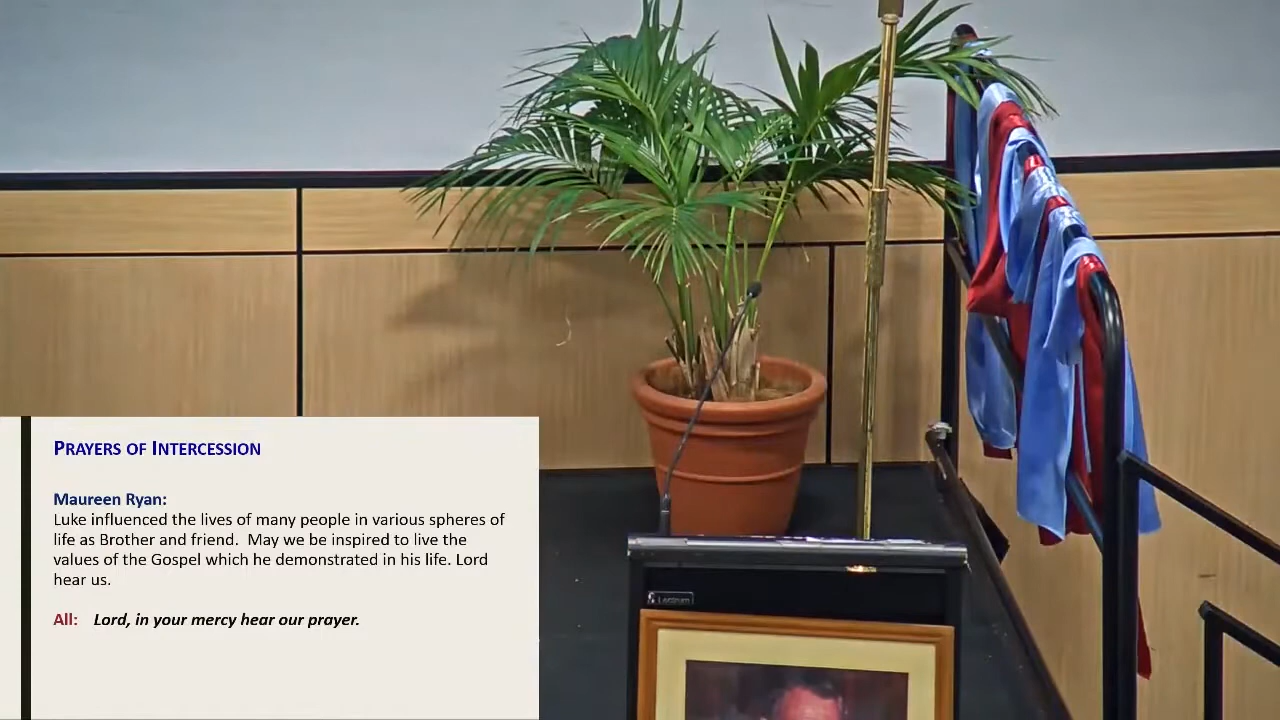 PRAYERS OF INTERCESSION
Maureen Ryan:
Luke influenced the lives of many people in various spheres of
life as Brother and friend.  May we be inspired to live the
values of the Gospel which he demonstrated in his life. Lord
hear us.
All:   Lord, in your mercy hear our prayer.